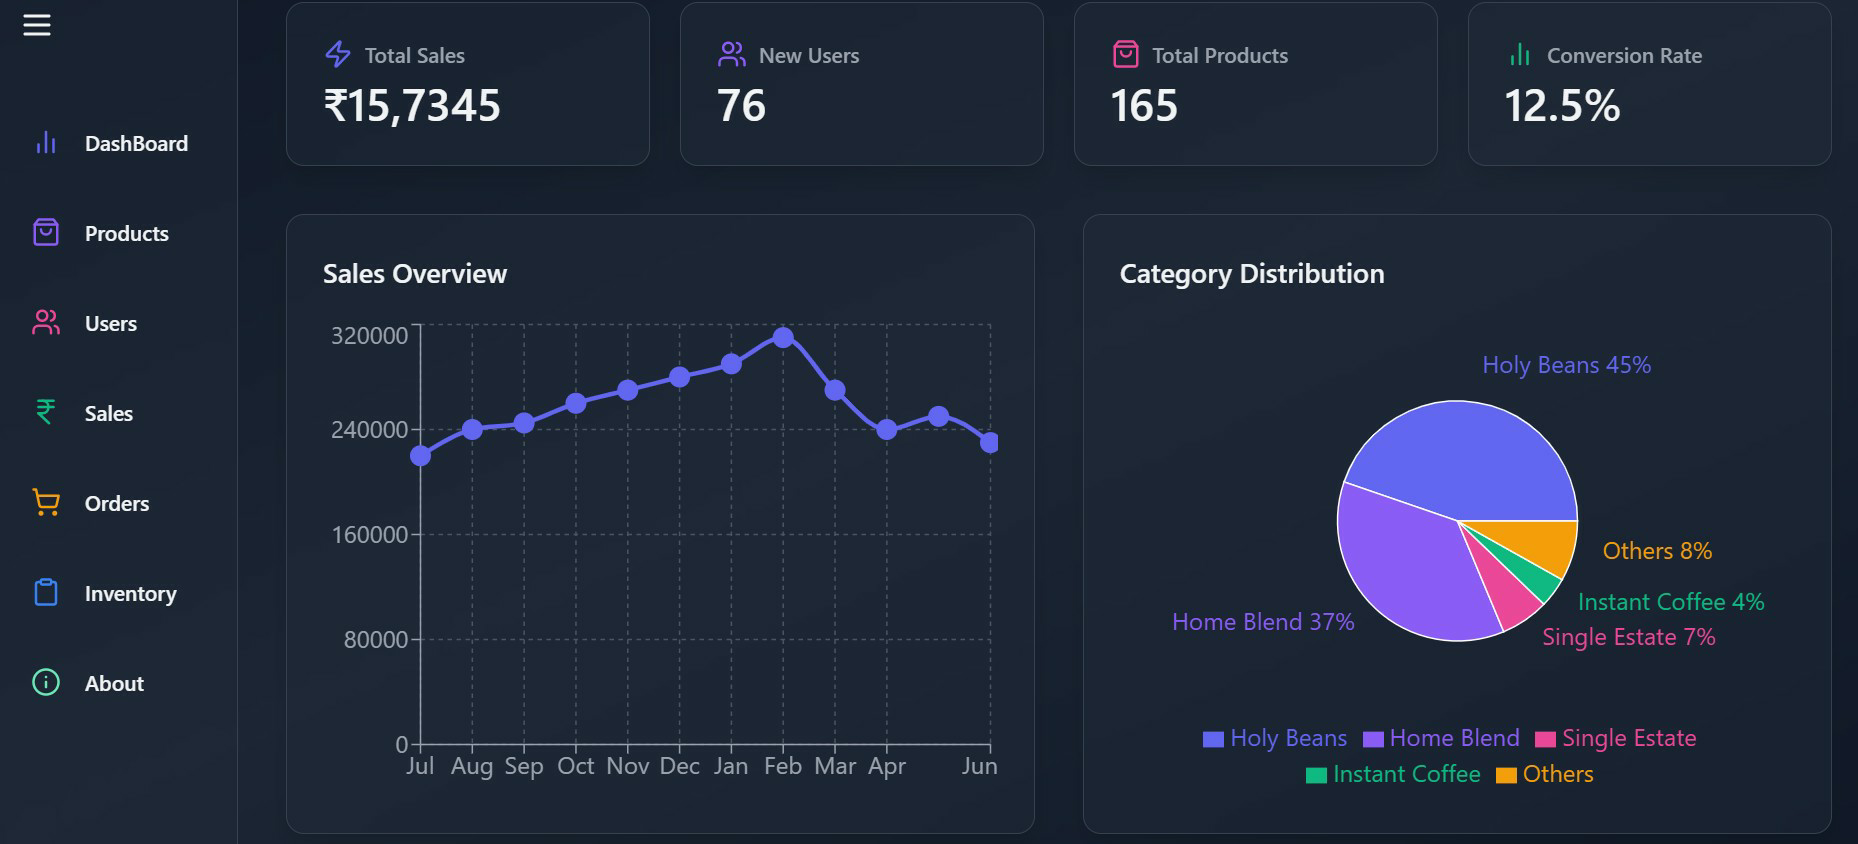 Total Sales
₹15,7345
New Users
76
Total Products
165
Conversion Rate
12.5%
DashBoard
Products
Users
Sales
Orders
Inventory
About
Sales Overview
320000
240000
160000
80000
0
Jul Aug Sep Oct Nov Dec Jan Feb Mar Apr Jun
Category Distribution
Holy Beans 45%
Others 8%
Instant Coffee 4%
Home Blend 37%
Single Estate 7%
Holy Beans Home Blend Single Estate
Instant Coffee Others